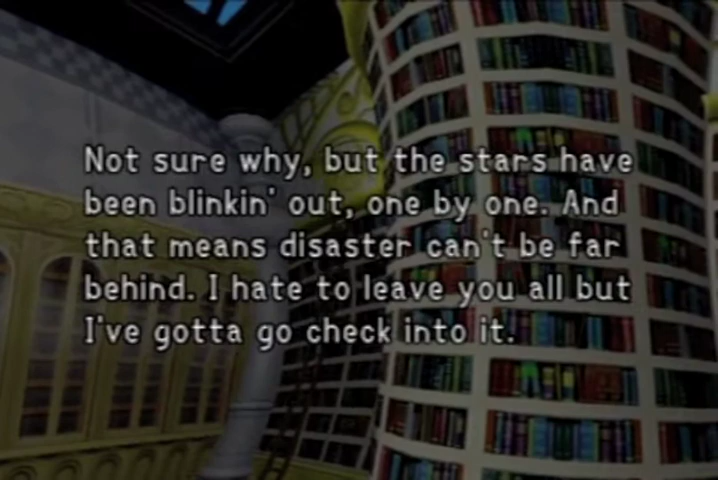 Not sure why, but the stars have
been blinkin' out, one by one. And
that means disaster can't be far
behind. I hate to leave you all but
I've gotta go check into it.